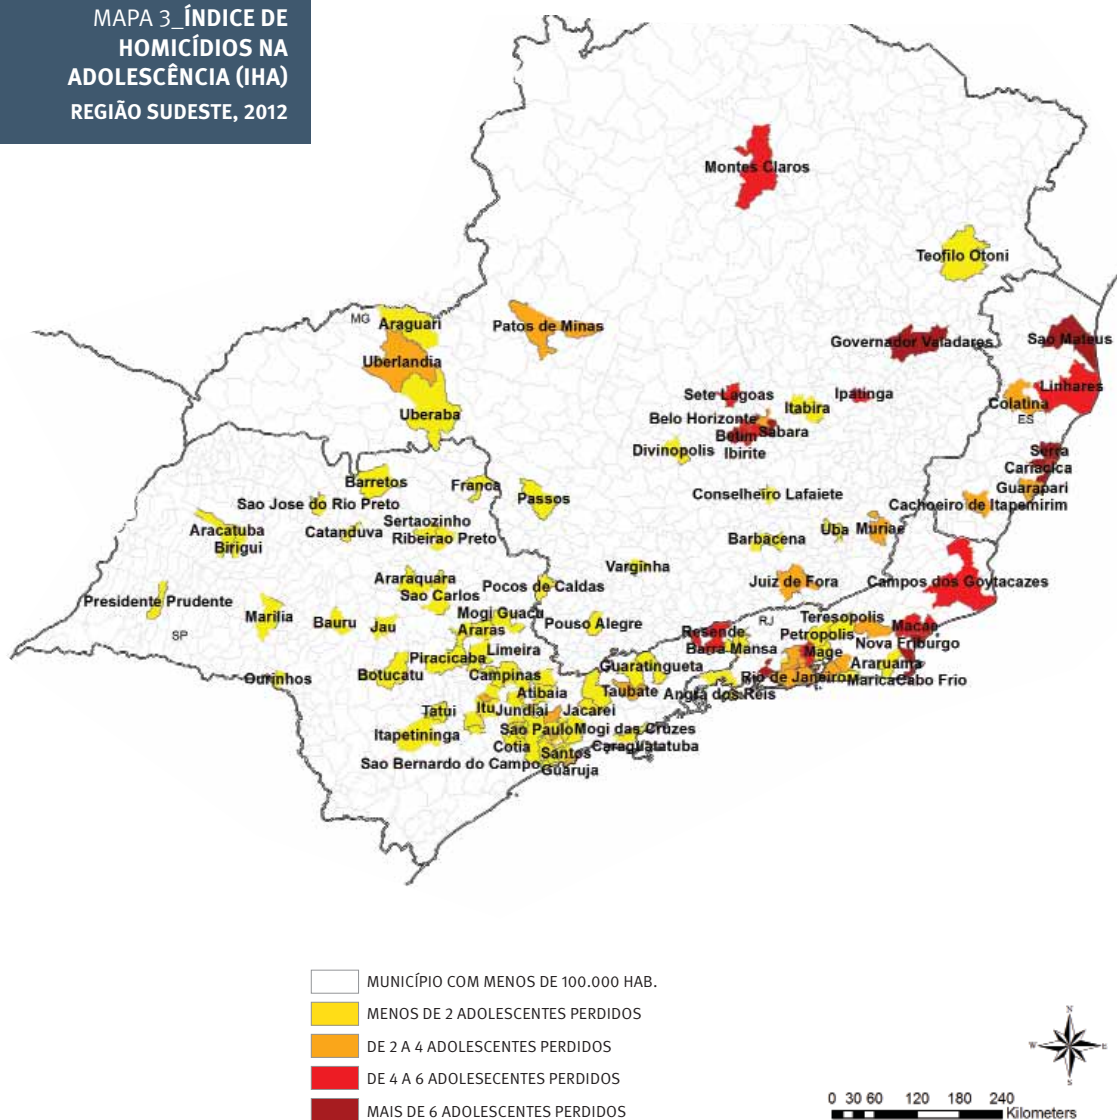 MAPA 3_ÍNDICE DE
HOMICÍDIOS NA
ADOLESCÊNCIA (IHA)
REGIÃO SUDESTE, 2012
Montes Claros
Teofilo Otoni
MG
Araguari
Patos de Minas
Uberlandia
Governador Valadares
Sao Mateus
Uberaba
Sete Lagoas
Ipatinga
Linhares
Itabira
Colatina
Belo Horizonte
ES
Betim
Sabara
Divinopolis
Ibirite
Serra
Cariacica
Barretos
Franca
Passos
Conselheiro Lafaiete
Guarapari
Sao Jose do Rio Preto
Cachoeiro de Itapemirim
Sertaozinho
Aracatuba
Catanduva
Ribeirao Preto
Barbacena
Uba
Muriae
Birigui
Varginha
Araraquara
Pocos de Caldas
Juiz de Fora
Campos dos Goytacazes
Sao Carlos
Presidente Prudente
Marilia
Bauru
Jau
Mogi Guacu
Pouso Alegre
Teresopolis
RJ
SP
Araras
Resende
Petropolis
Macae
Nova Friburgo
Limeira
Barra Mansa
Mage
Piracicaba
Guaratingueta
Araruama
Ourinhos
Botucatu
Campinas
Rio de Janeiro
Marica
Cabo Frio
Atibaia
Taubate
Angra dos Reis
Tatui
Itu
Jundiai
Jacarei
Itapetininga
Sao Paulo
Mogi das Cruzes
Cotia
Caraguatatuba
Santos
Sao Bernardo do Campo
Guaruja
MUNICÍPIO COM MENOS DE 100.000 HAB.
MENOS DE 2 ADOLESCENTES PERDIDOS
DE 2 A 4 ADOLESCENTES PERDIDOS
DE 4 A 6 ADOLESECENTES PERDIDOS
MAIS DE 6 ADOLESCENTES PERDIDOS
N
W E
S
0 30 60 120 180 240
Kilometers